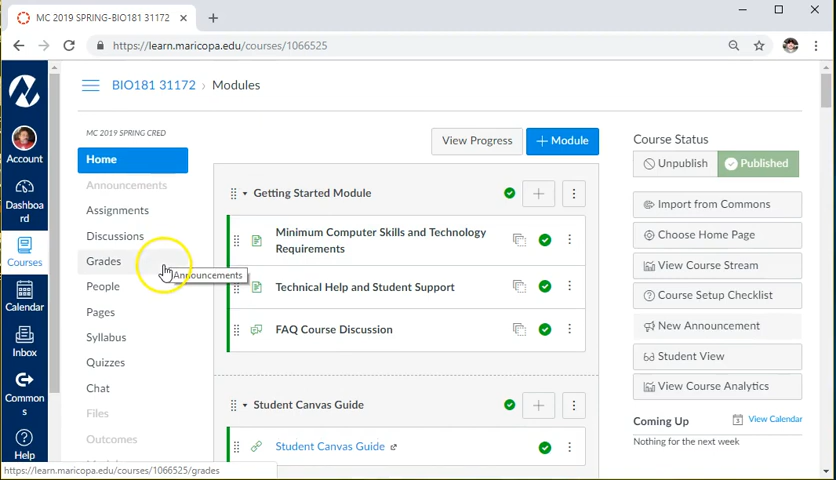 MC 2019 SPRING-BIO181 31172
https://learn.maricopa.edu/courses/1066525
BIO181 31172 › Modules
Account
Dashboa
rd
Courses
Calendar
Inbox
Common
s
Help
MC 2019 SPRING CRED
Home
Announcements
Assignments
Discussions
Grades
Announcements
People
Pages
Syllabus
Quizzes
Chat
Files
Outcomes
View Progress
+ Module
Getting Started Module
Minimum Computer Skills and Technology
Requirements
Technical Help and Student Support
FAQ Course Discussion
Student Canvas Guide
Student Canvas Guide
Course Status
Unpublish
Published
Import from Commons
Choose Home Page
View Course Stream
Course Setup Checklist
New Announcement
Student View
View Course Analytics
Coming Up
3 View Calendar
Nothing for the next week
https://learn.maricopa.edu/courses/1066525/grades